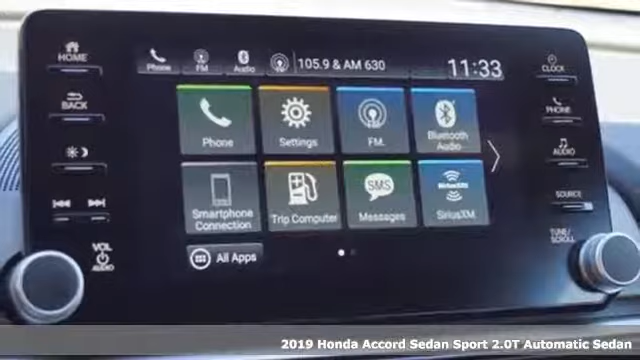 HOME
Phone FM Audio 105.9 & AM 630 11:33
CLOCK
BACK
PHONE
Phone Settings FM. Bluetooth
Audio
AUDIO
SMS
SiriusXM
Smartphone
Connection Trip Computer Messages SiriusXM
SOURCE
VOL
AUDIO
All Apps
TUNE/
SCROLL
2019 Honda Accord Sedan Sport 2.0T Automatic Sedan